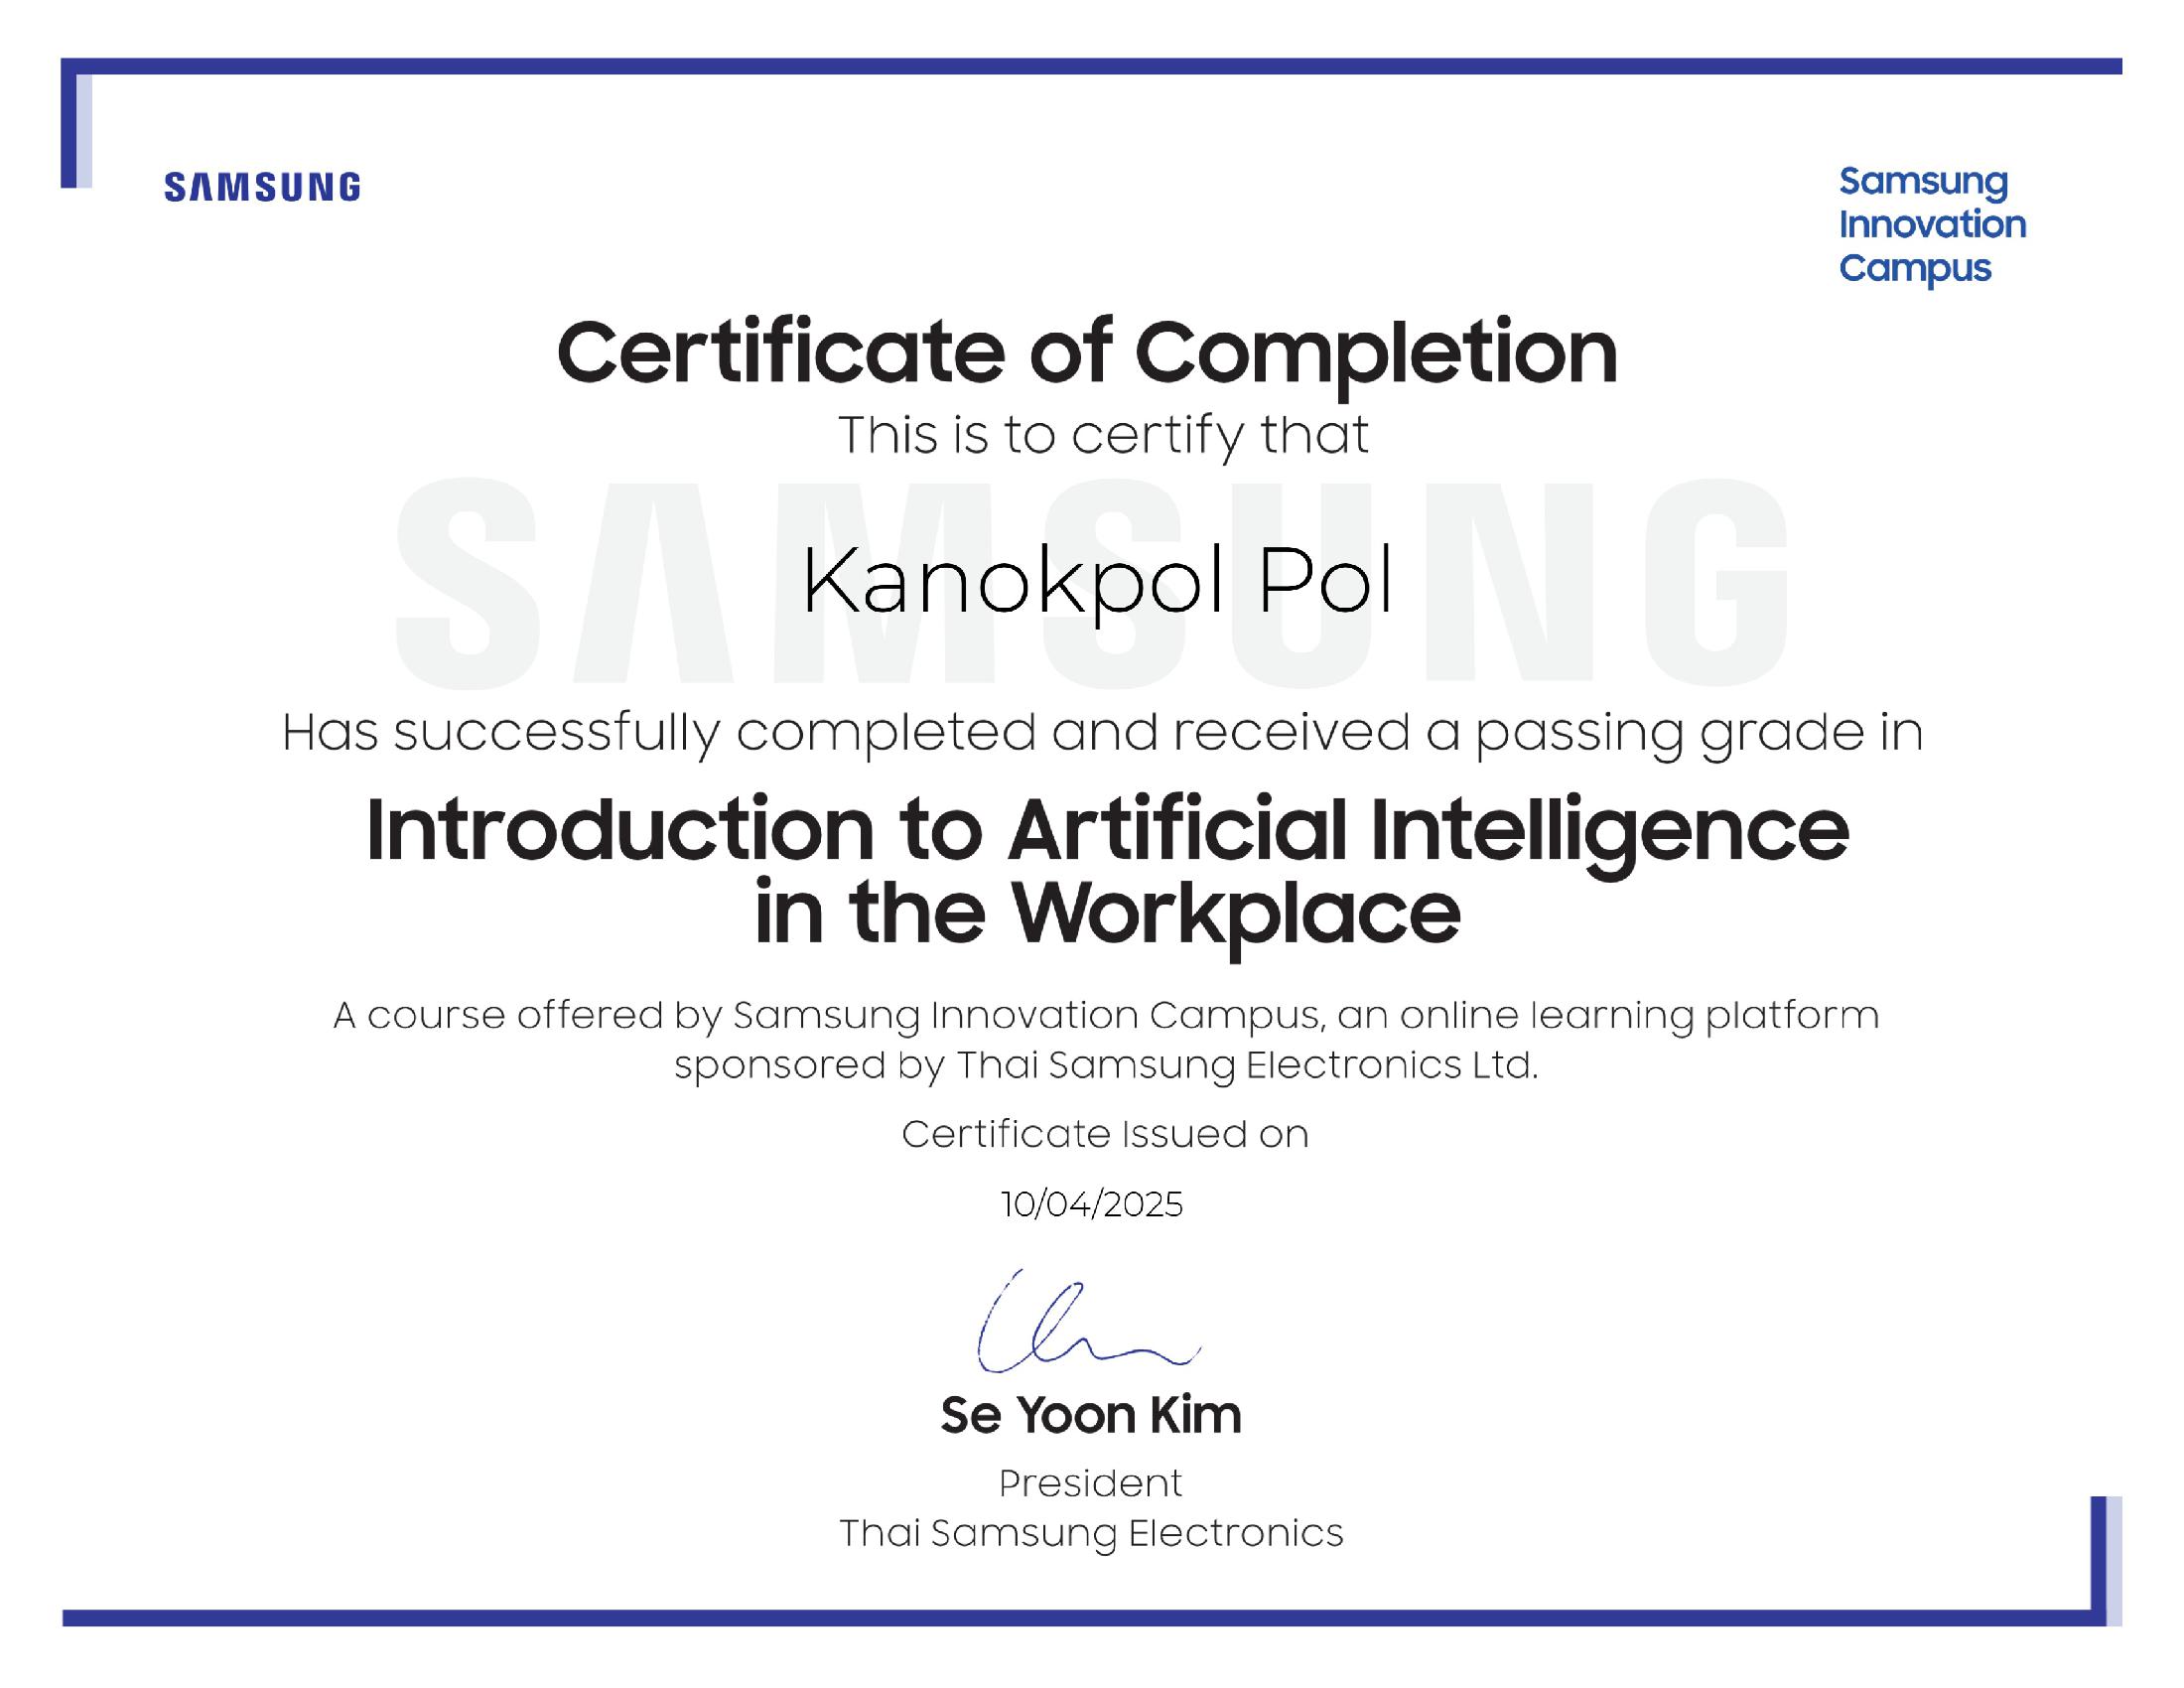 SAMSUNG
Samsung
Innovation
Campus
Certificate of Completion
This is to certify that
SAMSUNG
Kanokpol Pol
Has successfully completed and received a passing grade in
Introduction to Artificial Intelligence
in the Workplace
A course offered by Samsung Innovation Campus, an online learning platform
sponsored by Thai Samsung Electronics Ltd.
Certificate Issued on
10/04/2025
Se Yoon Kim
President
Thai Samsung Electronics